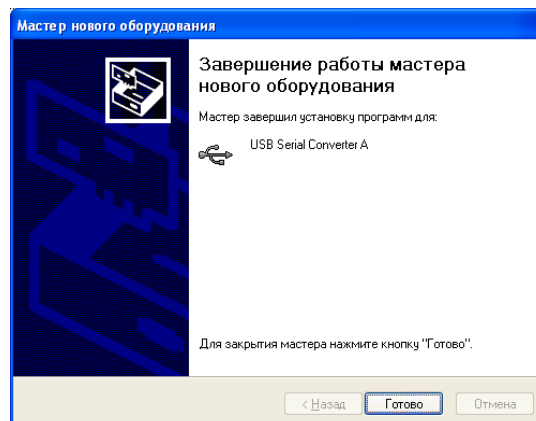 Мастер нового оборудования
Завершение работы мастера
нового оборудования
Мастер завершил установку программ для:
USB Serial Converter A
Для закрытия мастера нажмите кнопку "Готово".
< Назад
Готово
Отмена